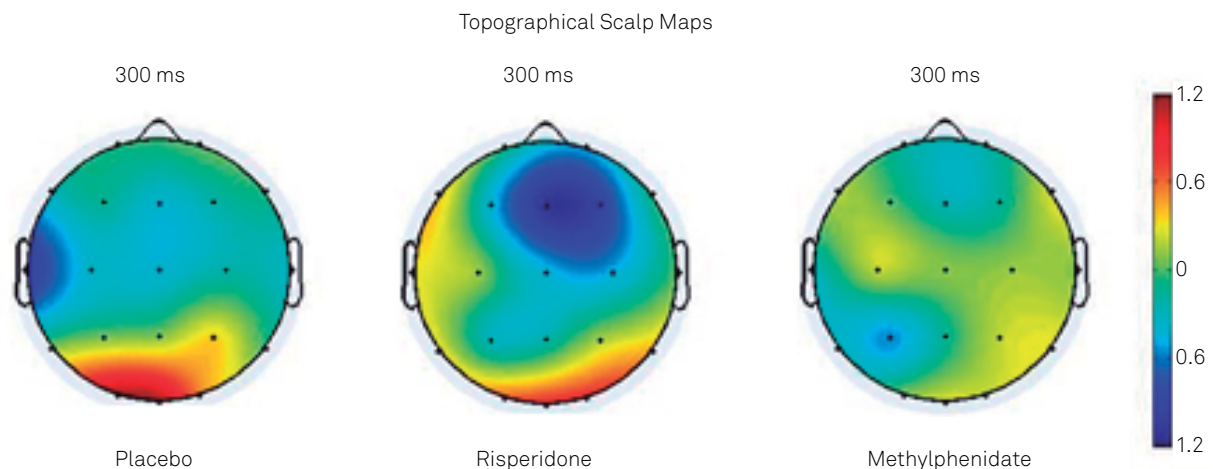 Topographical Scalp Maps
300 ms 300 ms 300 ms
1.2
0.6
0
0.6
1.2
Placebo Risperidone Methylphenidate